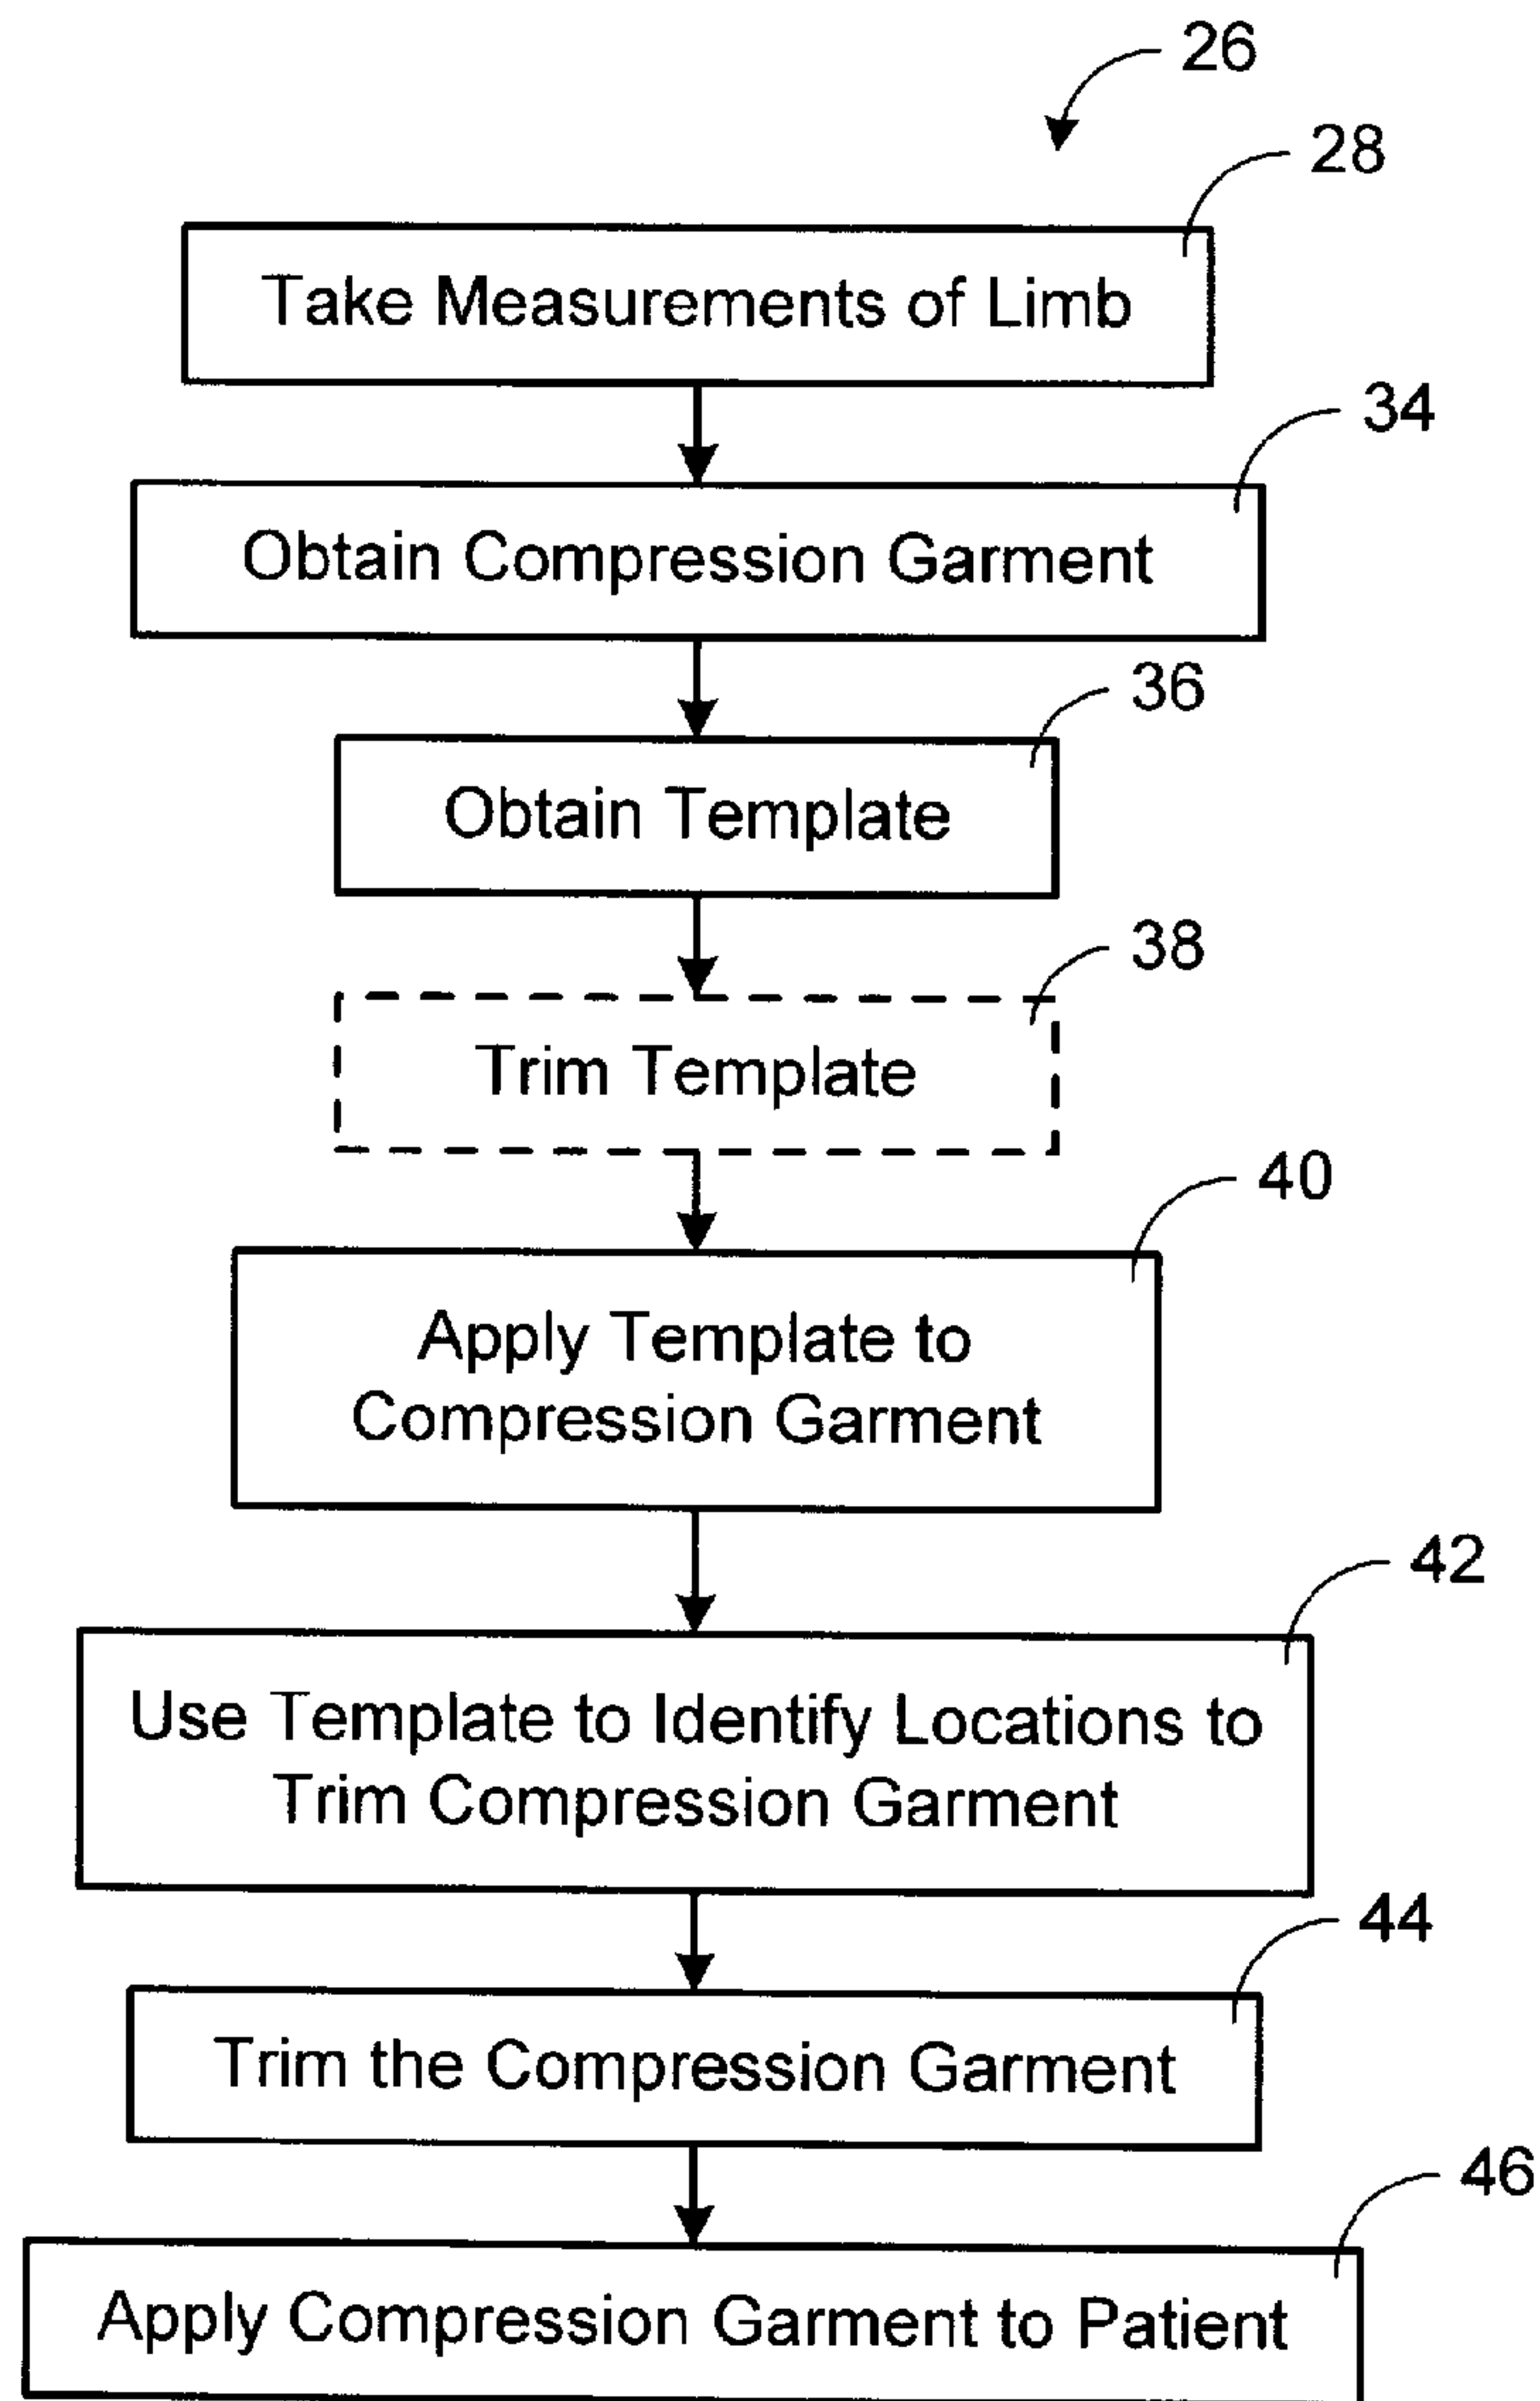 26
28
Take Measurements of Limb
34
Obtain Compression Garment
36
Obtain Template
38
Trim Template
40
Apply Template to
Compression Garment
42
Use Template to Identify Locations to
Trim Compression Garment
44
Trim the Compression Garment
46
Apply Compression Garment to Patient